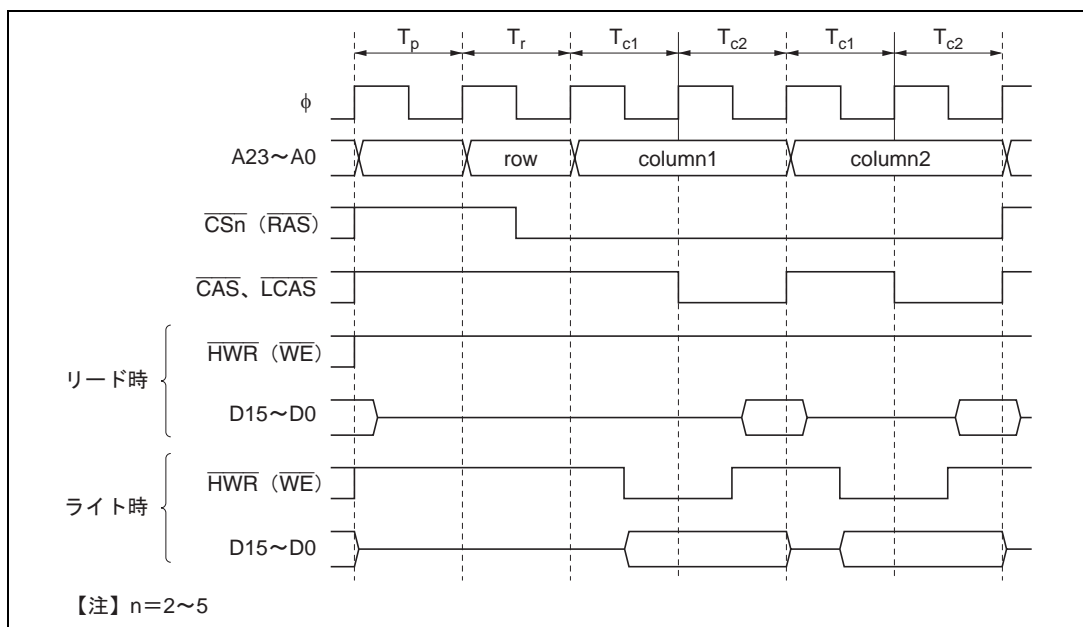 Tp Tr Tc1 Tc2 Tc1 Tc2
φ
A23～A0 row column1 column2
CSn（RAS）
CAS、LCAS
リード時
HWR（WE）
D15～D0
ライト時
HWR（WE）
D15～D0
【注】n＝2～5